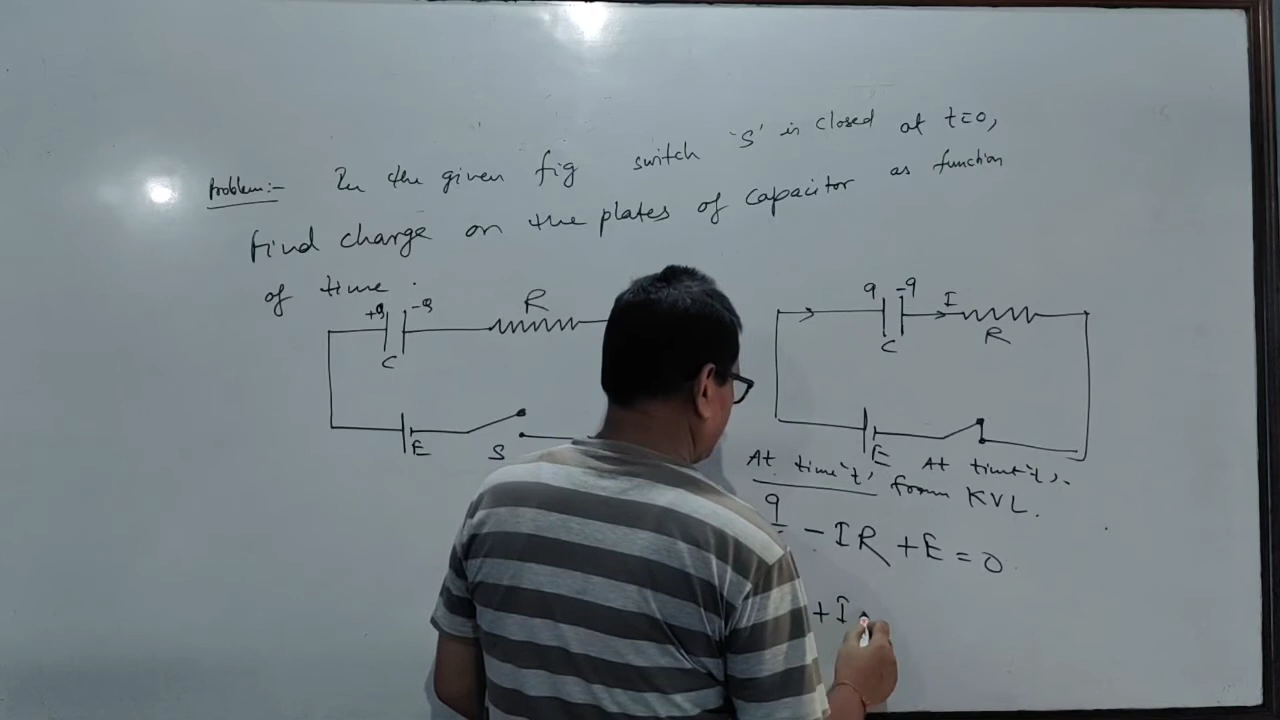 Problem:- In the given fig switch 'S' is closed at t=0,
Find charge on the plates of capacitor as function
of time.
+Q -Q R
C
E S
q -q I
C R
E
At time 't', At time 't',
from KVL.
q
- IR + E = 0
+ I